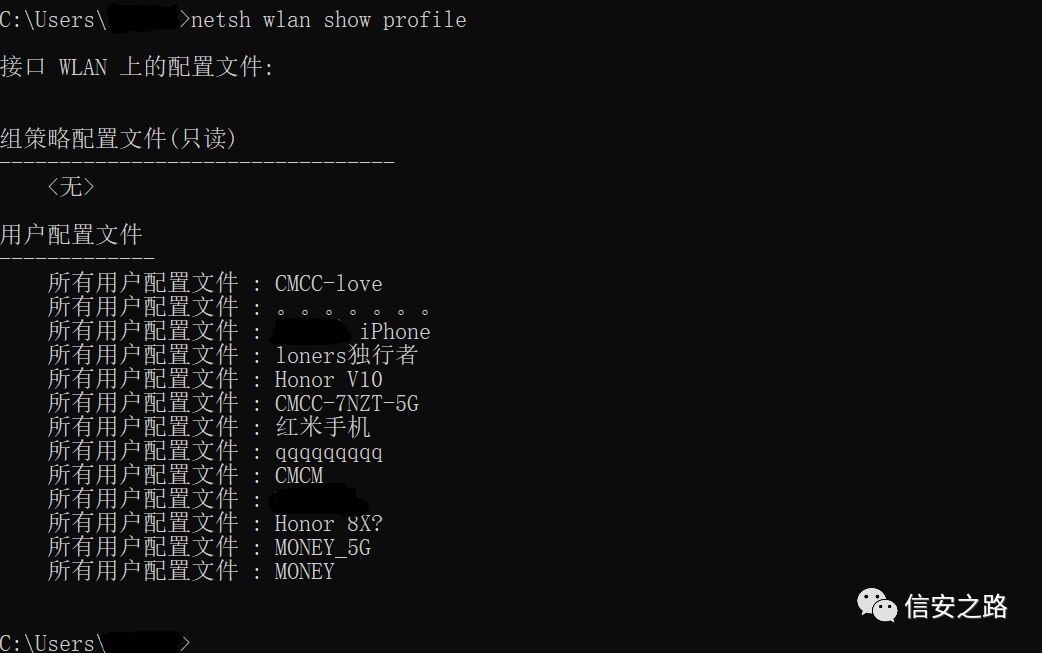 C:\Users\ >netsh wlan show profile
接口 WLAN 上的配置文件:
组策略配置文件(只读)
---------------------------------
<无>
用户配置文件
-------------
所有用户配置文件 : CMCC-love
所有用户配置文件 : 。。。。。。。
所有用户配置文件 : iPhone
所有用户配置文件 : loners独行者
所有用户配置文件 : Honor V10
所有用户配置文件 : CMCC-7NZT-5G
所有用户配置文件 : 红米手机
所有用户配置文件 : qqqqqqqqq
所有用户配置文件 : CMCM
所有用户配置文件 :
所有用户配置文件 : Honor 8X?
所有用户配置文件 : MONEY_5G
所有用户配置文件 : MONEY
信安之路
C:\Users\ >